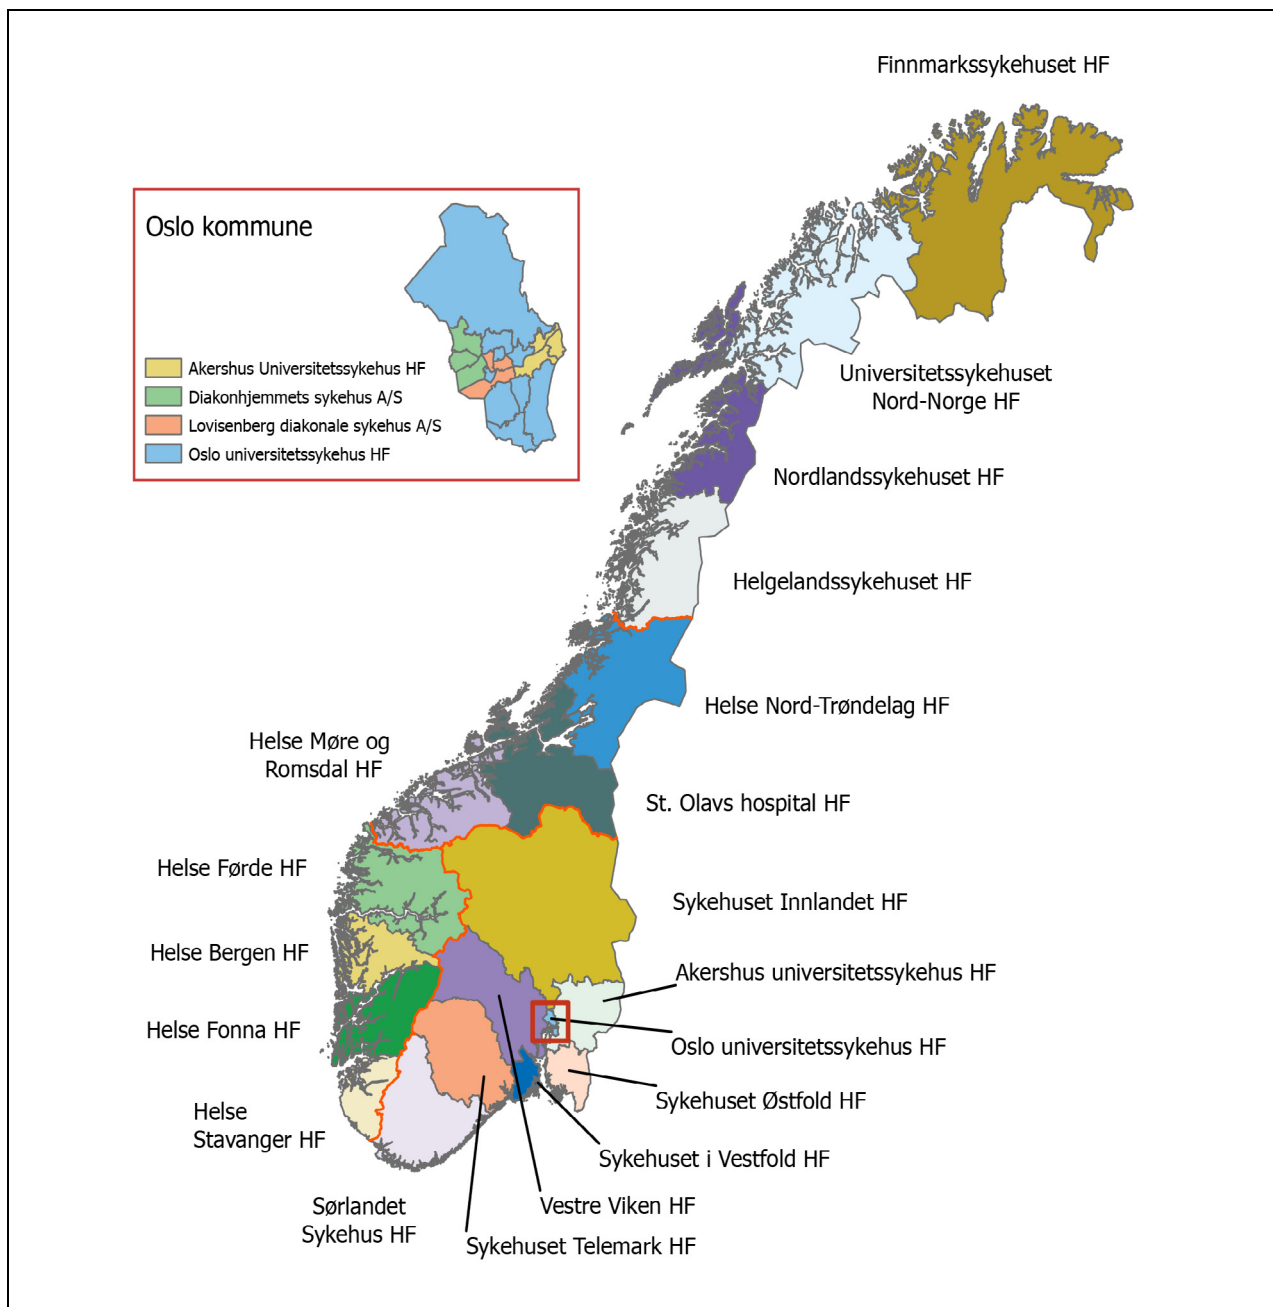 Finnmarkssykehuset HF
Oslo kommune
Akershus Universitetssykehus HF
Diakonhjemmets sykehus A/S
Lovisenberg diakonale sykehus A/S
Oslo universitetssykehus HF
Universitetssykehuset
Nord-Norge HF
Nordlandssykehuset HF
Helgelandssykehuset HF
Helse Nord-Trøndelag HF
Helse Møre og
Romsdal HF
St. Olavs hospital HF
Helse Førde HF
Sykehuset Innlandet HF
Helse Bergen HF
Akershus universitetssykehus HF
Helse Fonna HF
Oslo universitetssykehus HF
Sykehuset Østfold HF
Helse
Stavanger HF
Sykehuset i Vestfold HF
Sørlandet
Sykehus HF
Vestre Viken HF
Sykehuset Telemark HF